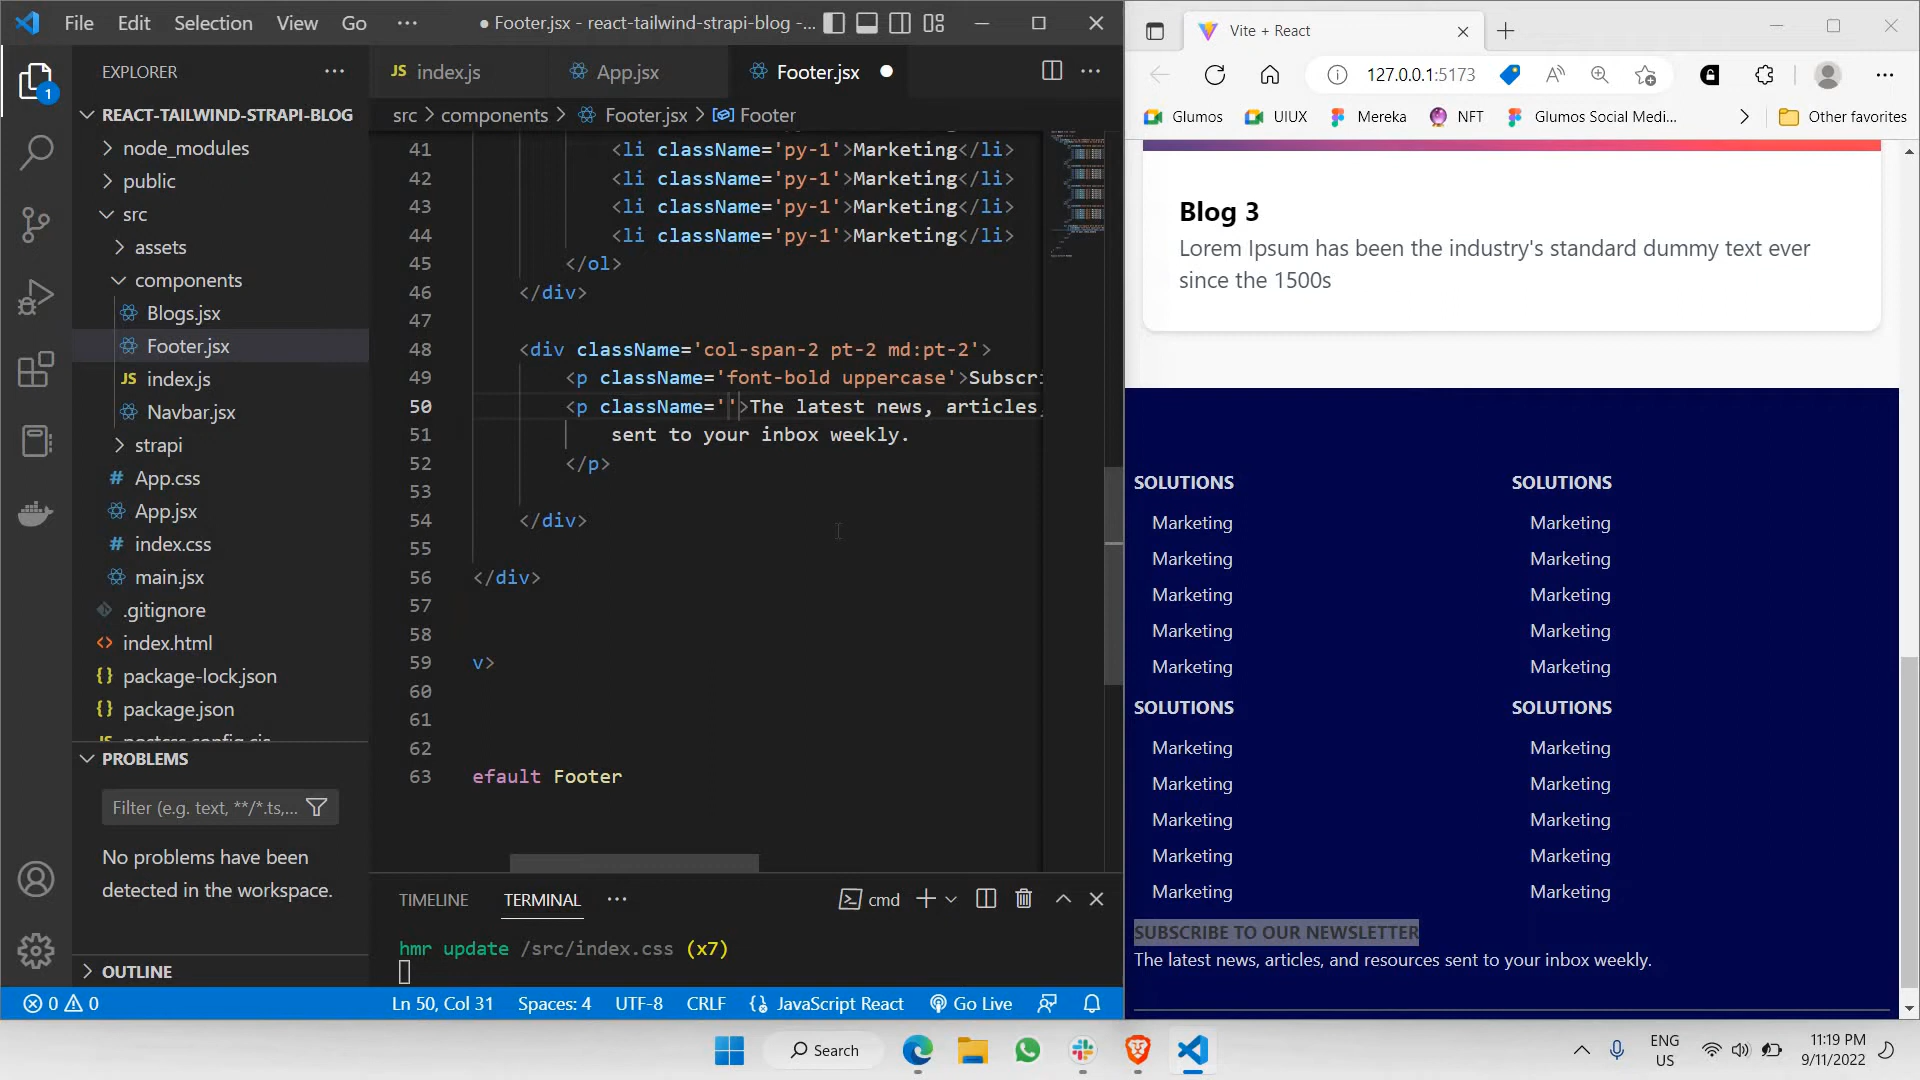 File Edit Selection View Go ···
● Footer.jsx - react-tailwind-strapi-blog -...
EXPLORER
REACT-TAILWIND-STRAPI-BLOG
node_modules
public
src
assets
components
Blogs.jsx
Footer.jsx
JS index.js
Navbar.jsx
strapi
# App.css
App.jsx
# index.css
main.jsx
.gitignore
index.html
{} package-lock.json
{} package.json
JS postcss.config.cjs
PROBLEMS
Filter (e.g. text, **/*.ts,...
No problems have been
detected in the workspace.
OUTLINE
1
JS index.js
App.jsx
Footer.jsx ●
src > components > Footer.jsx > Footer
41 <li className='py-1'>Marketing</li>
42 <li className='py-1'>Marketing</li>
43 <li className='py-1'>Marketing</li>
44 <li className='py-1'>Marketing</li>
45 </ol>
46 </div>
47
48 <div className='col-span-2 pt-2 md:pt-2'>
49 <p className='font-bold uppercase'>Subscri
50 <p className=''>The latest news, articles,
51 sent to your inbox weekly.
52 </p>
53
54 </div>
55
56 </div>
57
58
59 v>
60
61
62
63 efault Footer
TIMELINE TERMINAL ··· cmd
hmr update /src/index.css (x7)
0 0
Ln 50, Col 31 Spaces: 4 UTF-8 CRLF JavaScript React Go Live
Vite + React
127.0.0.1:5173
Glumos UIUX Mereka NFT Glumos Social Medi... Other favorites
Blog 3
Lorem Ipsum has been the industry's standard dummy text ever
since the 1500s
SOLUTIONS SOLUTIONS
Marketing Marketing
Marketing Marketing
Marketing Marketing
Marketing Marketing
Marketing Marketing
SOLUTIONS SOLUTIONS
Marketing Marketing
Marketing Marketing
Marketing Marketing
Marketing Marketing
Marketing Marketing
SUBSCRIBE TO OUR NEWSLETTER
The latest news, articles, and resources sent to your inbox weekly.
Search
ENG
US
11:19 PM
9/11/2022